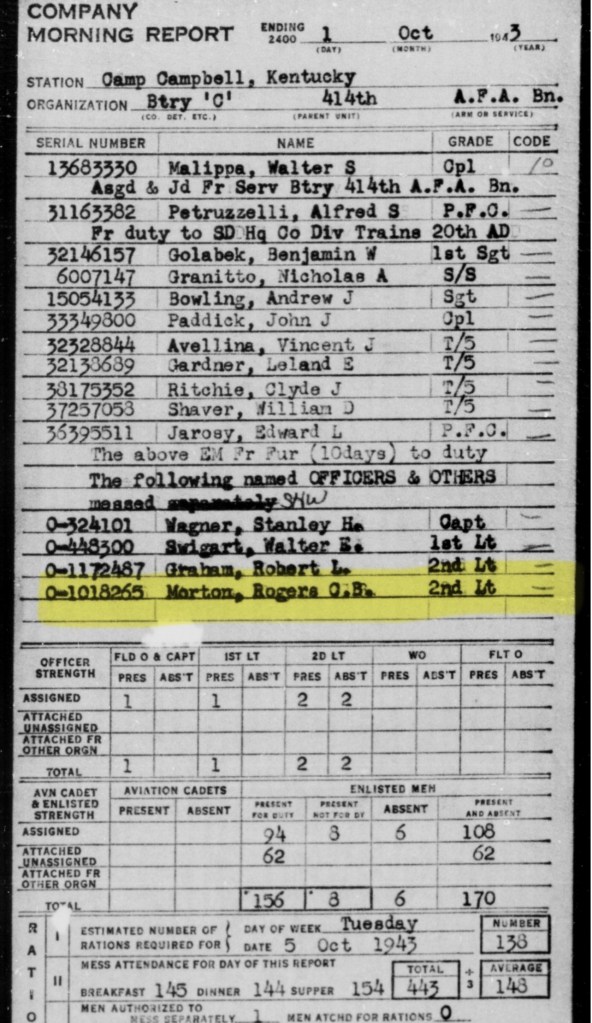 COMPANY
MORNING REPORT ENDING 2400 1 Oct 1943
(DAY) (MONTH) (YEAR)
STATION Camp Campbell, Kentucky
ORGANIZATION Btry 'C' 414th A.F.A. Bn.
(CO. DET. ETC.) (PARENT UNIT) (ARM OR SERVICE)
SERIAL NUMBER NAME GRADE CODE
13683330 Malippa, Walter S Cpl 10
Asgd & Jd Fr Serv Btry 414th A.F.A. Bn.
31163382 Petruzzelli, Alfred S P.F.C. —
Fr duty to SD Hq Co Div Trains 20th AD
32146157 Golabek, Benjamin W 1st Sgt —
6007147 Granitto, Nicholas A S/S —
15054133 Bowling, Andrew J Sgt —
33349800 Paddick, John J Cpl —
32328844 Avellina, Vincent J T/5 —
32138689 Gardner, Leland E T/5 —
38175352 Ritchie, Clyde J T/5 —
37257058 Shaver, William D T/5 —
36395511 Jarosy, Edward L P.F.C. —
The above EM Fr Fur (10days) to duty
The following named OFFICERS & OTHERS
messed separately SHW
O-324101 Wagner, Stanley H. Capt —
O-448300 Swigart, Walter E. 1st Lt —
O-1172487 Graham, Robert L. 2nd Lt —
O-1018265 Morton, Rogers C.B. 2nd Lt —
OFFICER STRENGTH FLD O & CAPT 1ST LT 2D LT WO FLT O
PRES ABS'T PRES ABS'T PRES ABS'T PRES ABS'T PRES ABS'T
ASSIGNED 1 1 2 2
ATTACHED UNASSIGNED
ATTACHED FR OTHER ORGN
TOTAL 1 1 2 2
AVN CADET & ENLISTED STRENGTH AVIATION CADETS ENLISTED MEN
PRESENT ABSENT PRESENT FOR DUTY PRESENT NOT FOR DY ABSENT PRESENT AND ABSENT
ASSIGNED 94 8 6 108
ATTACHED UNASSIGNED 62 62
ATTACHED FR OTHER ORGN
TOTAL 156 8 6 170
RATIO
I ESTIMATED NUMBER OF RATIONS REQUIRED FOR DAY OF WEEK Tuesday NUMBER
DATE 5 Oct 1943 138
II MESS ATTENDANCE FOR DAY OF THIS REPORT TOTAL ÷ 3 AVERAGE
BREAKFAST 145 DINNER 144 SUPPER 154 443 148
MEN AUTHORIZED TO MESS SEPARATELY 1 MEN ATCHD FOR RATIONS 0